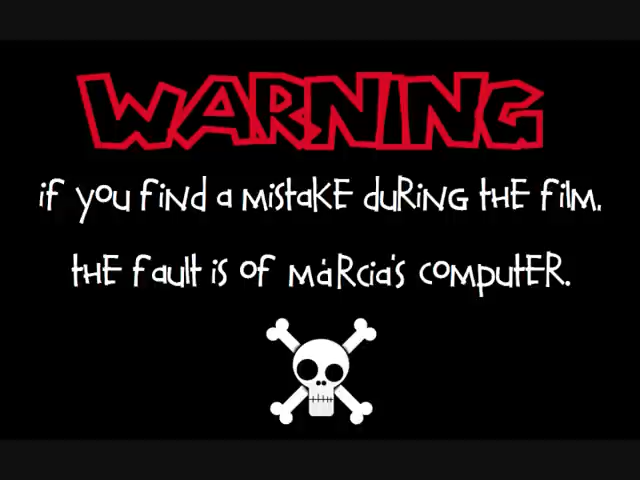 WARNING
if you find a mistake during the film.
the fault is of márcia's computer.